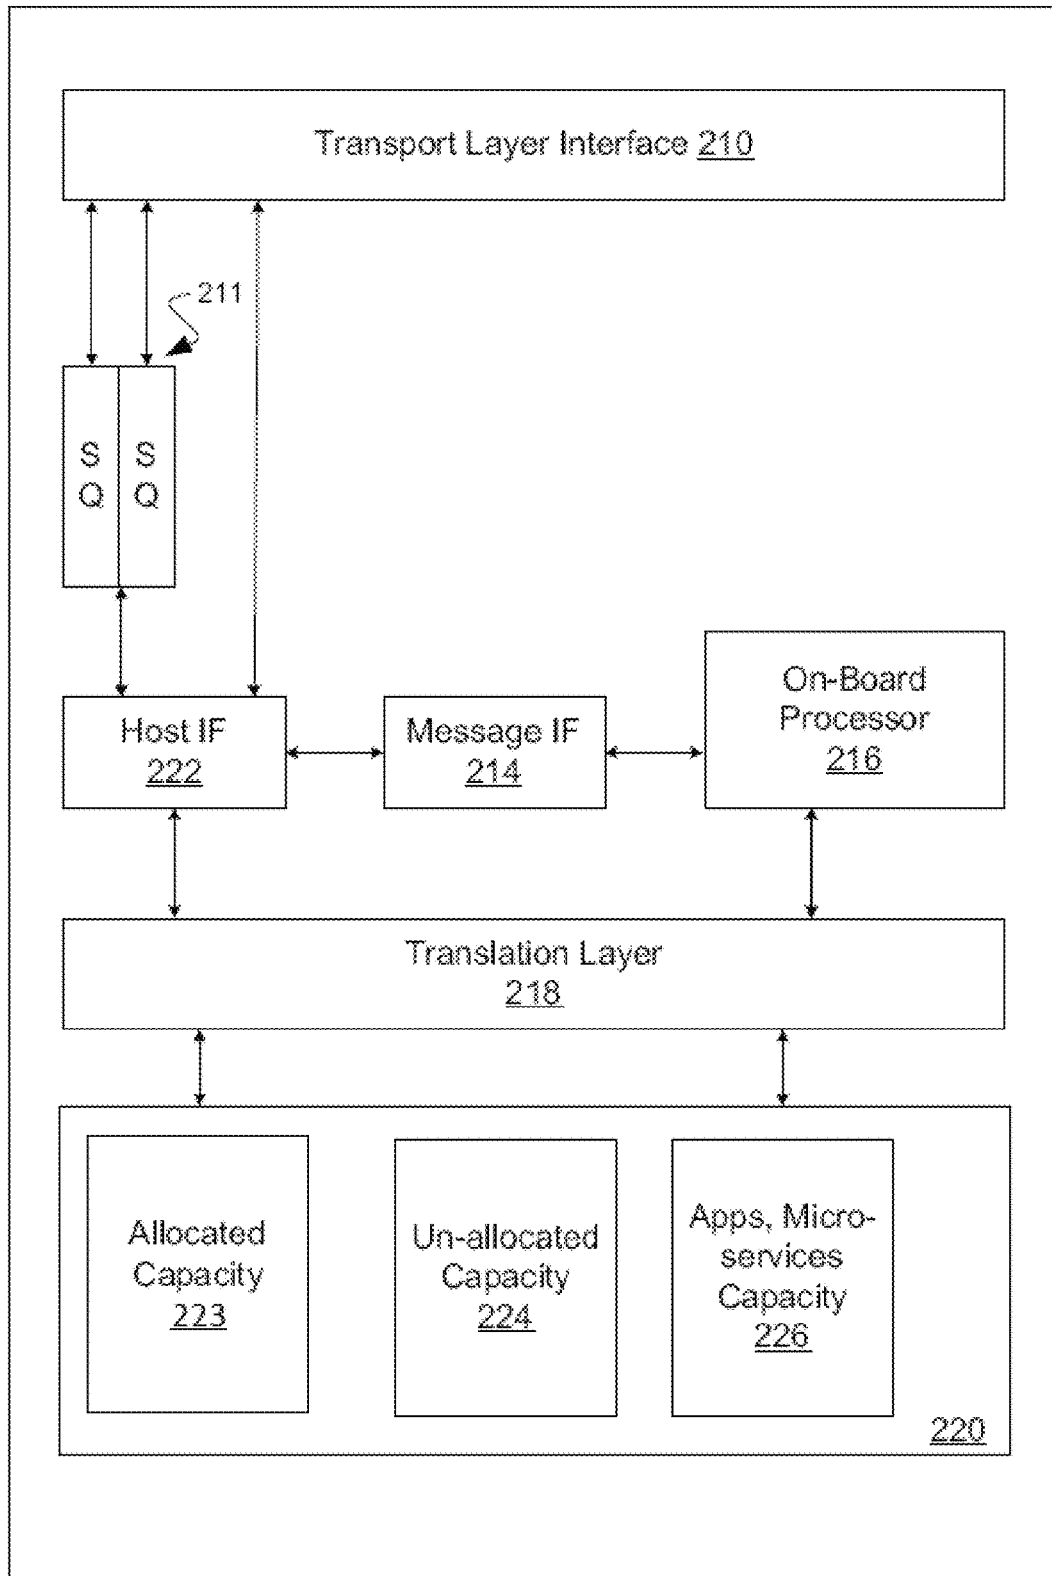 Transport Layer Interface 210
211
S
Q
S
Q
Host IF
222
Message IF
214
On-Board
Processor
216
Translation Layer
218
Allocated
Capacity
223
Un-allocated
Capacity
224
Apps, Micro-
services
Capacity
226
220